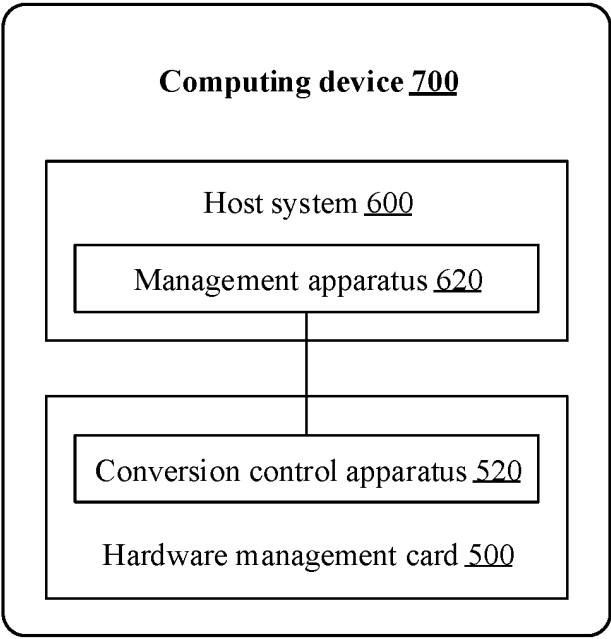 Computing device 700
Host system 600
Management apparatus 620
Conversion control apparatus 520
Hardware management card 500